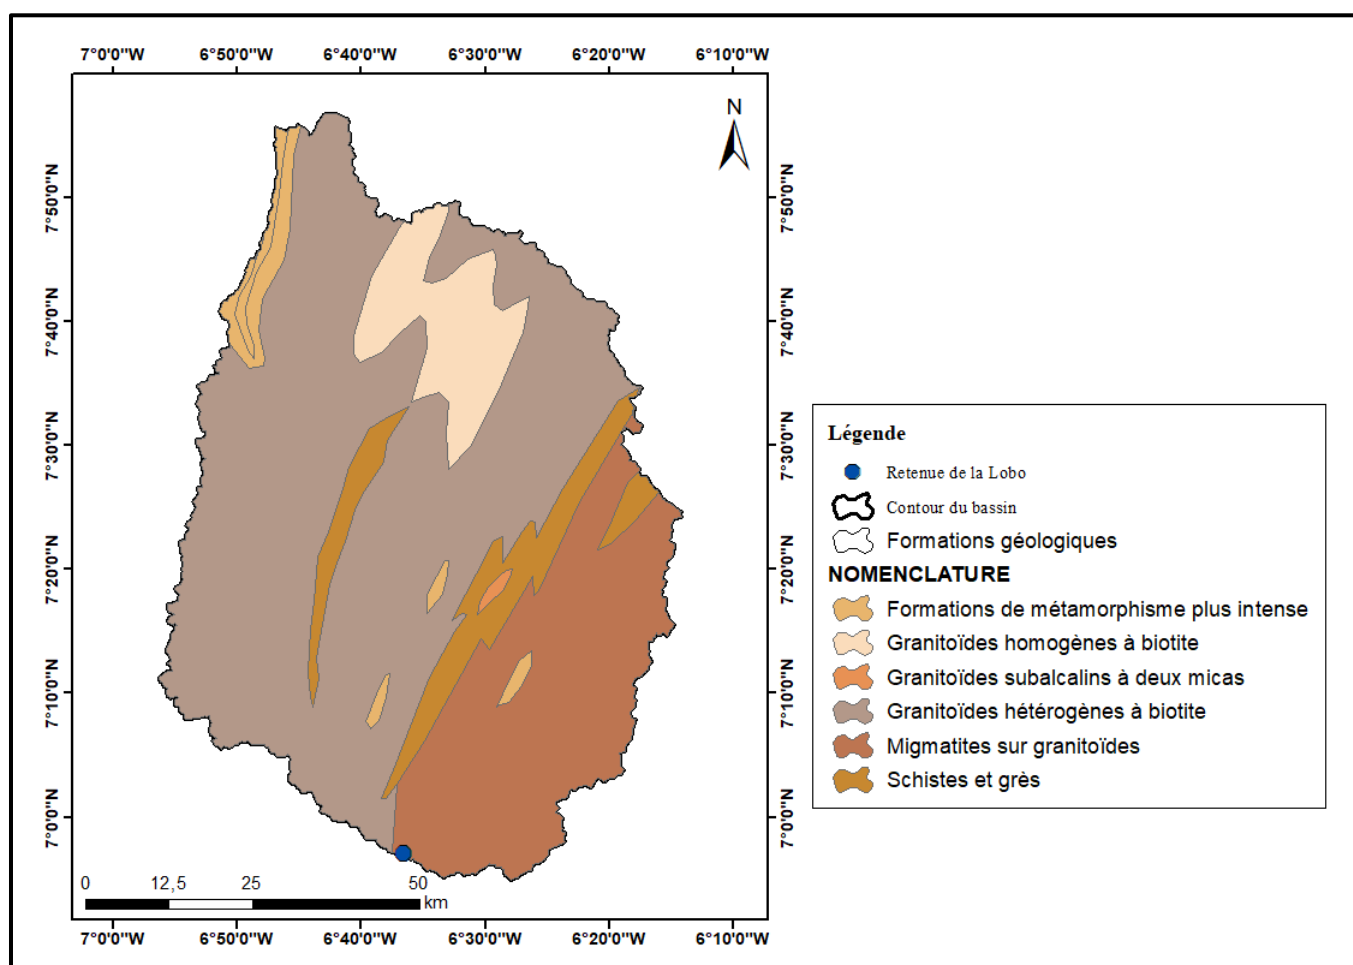 7°0'0"W 6°50'0"W 6°40'0"W 6°30'0"W 6°20'0"W 6°10'0"W
N
7°50'0"N 7°50'0"N
7°40'0"N 7°40'0"N
7°30'0"N 7°30'0"N
7°20'0"N 7°20'0"N
7°10'0"N 7°10'0"N
7°0'0"N 7°0'0"N
0 12,5 25 50
km
7°0'0"W 6°50'0"W 6°40'0"W 6°30'0"W 6°20'0"W 6°10'0"W
Légende
Retenue de la Lobo
Contour du bassin
Formations géologiques
NOMENCLATURE
Formations de métamorphisme plus intense
Granitoïdes homogènes à biotite
Granitoïdes subalcalins à deux micas
Granitoïdes hétérogènes à biotite
Migmatites sur granitoïdes
Schistes et grès